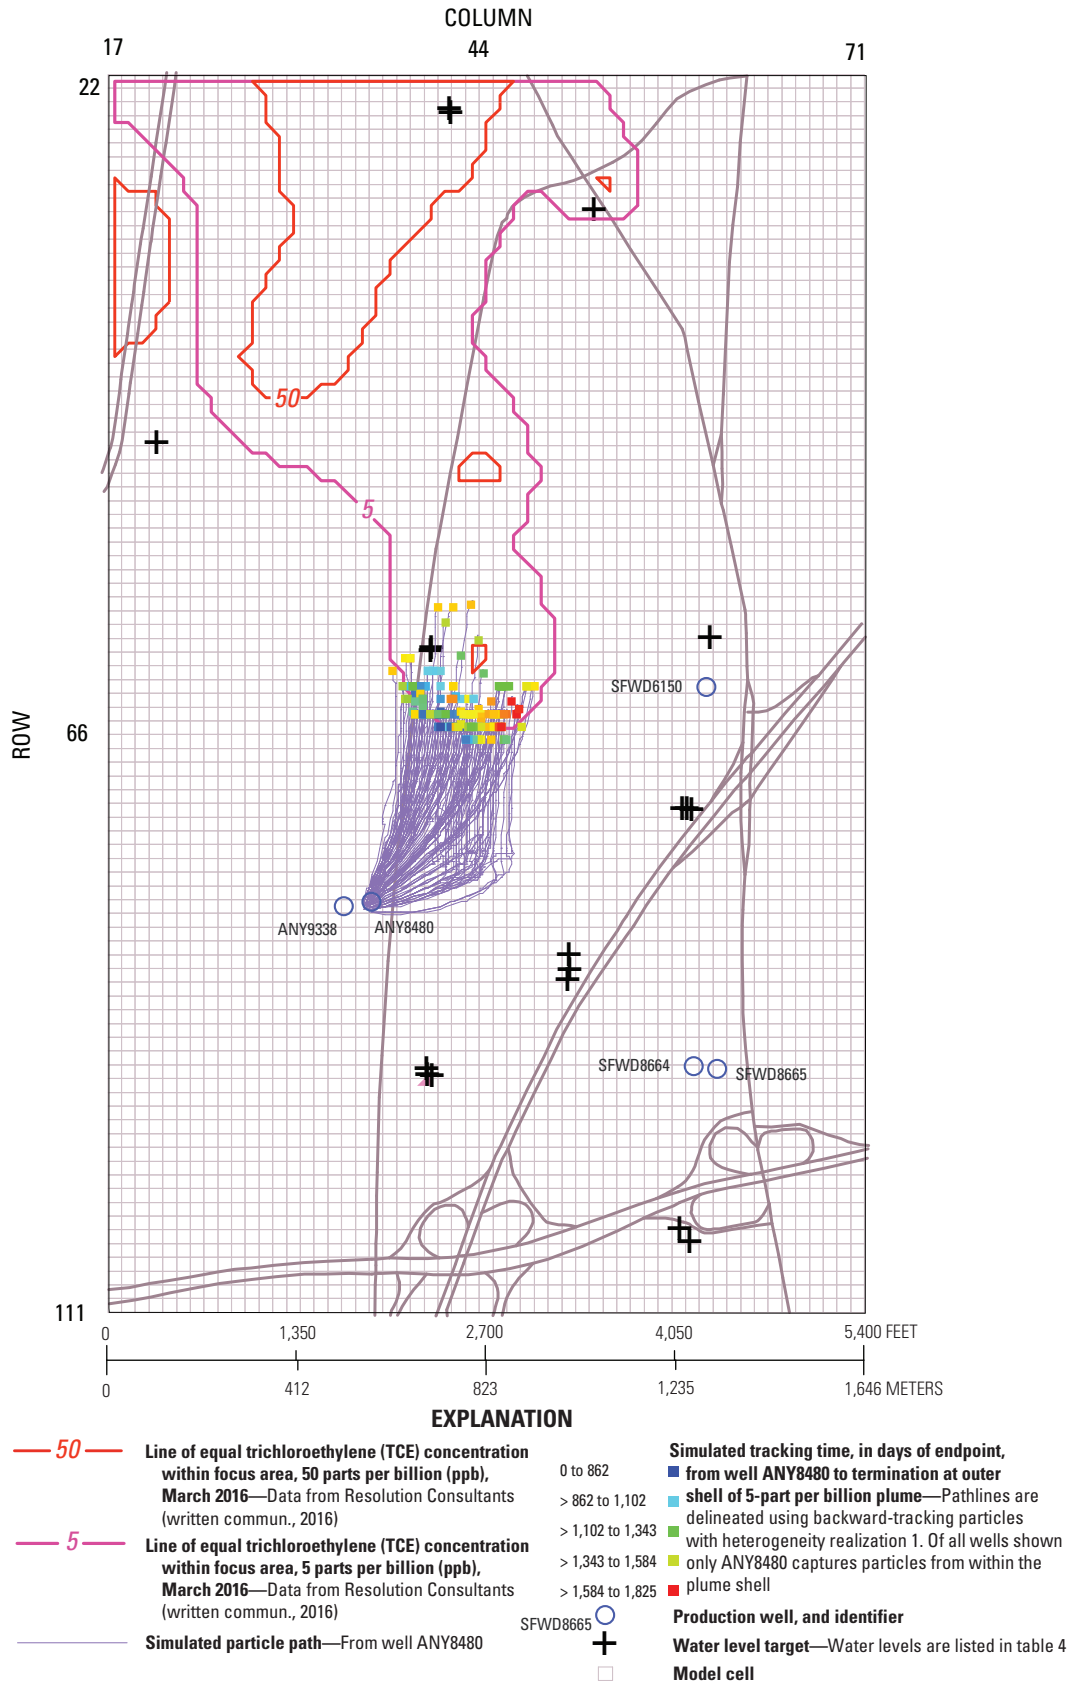 COLUMN
17
44
71
22
50
5
SFWD6150
ROW
66
ANY9338
ANY8480
SFWD8664
SFWD8665
111
0
1,350
2,700
4,050
5,400 FEET
0
412
823
1,235
1,646 METERS
EXPLANATION
50
Line of equal trichloroethylene (TCE) concentration
within focus area, 50 parts per billion (ppb),
March 2016—Data from Resolution Consultants
(written commun., 2016)
5
Line of equal trichloroethylene (TCE) concentration
within focus area, 5 parts per billion (ppb),
March 2016—Data from Resolution Consultants
(written commun., 2016)
Simulated particle path—From well ANY8480
0 to 862
> 862 to 1,102
> 1,102 to 1,343
> 1,343 to 1,584
> 1,584 to 1,825
Simulated tracking time, in days of endpoint,
from well ANY8480 to termination at outer
shell of 5-part per billion plume—Pathlines are
delineated using backward-tracking particles
with heterogeneity realization 1. Of all wells shown
only ANY8480 captures particles from within the
plume shell
SFWD8665
Production well, and identifier
Water level target—Water levels are listed in table 4
Model cell